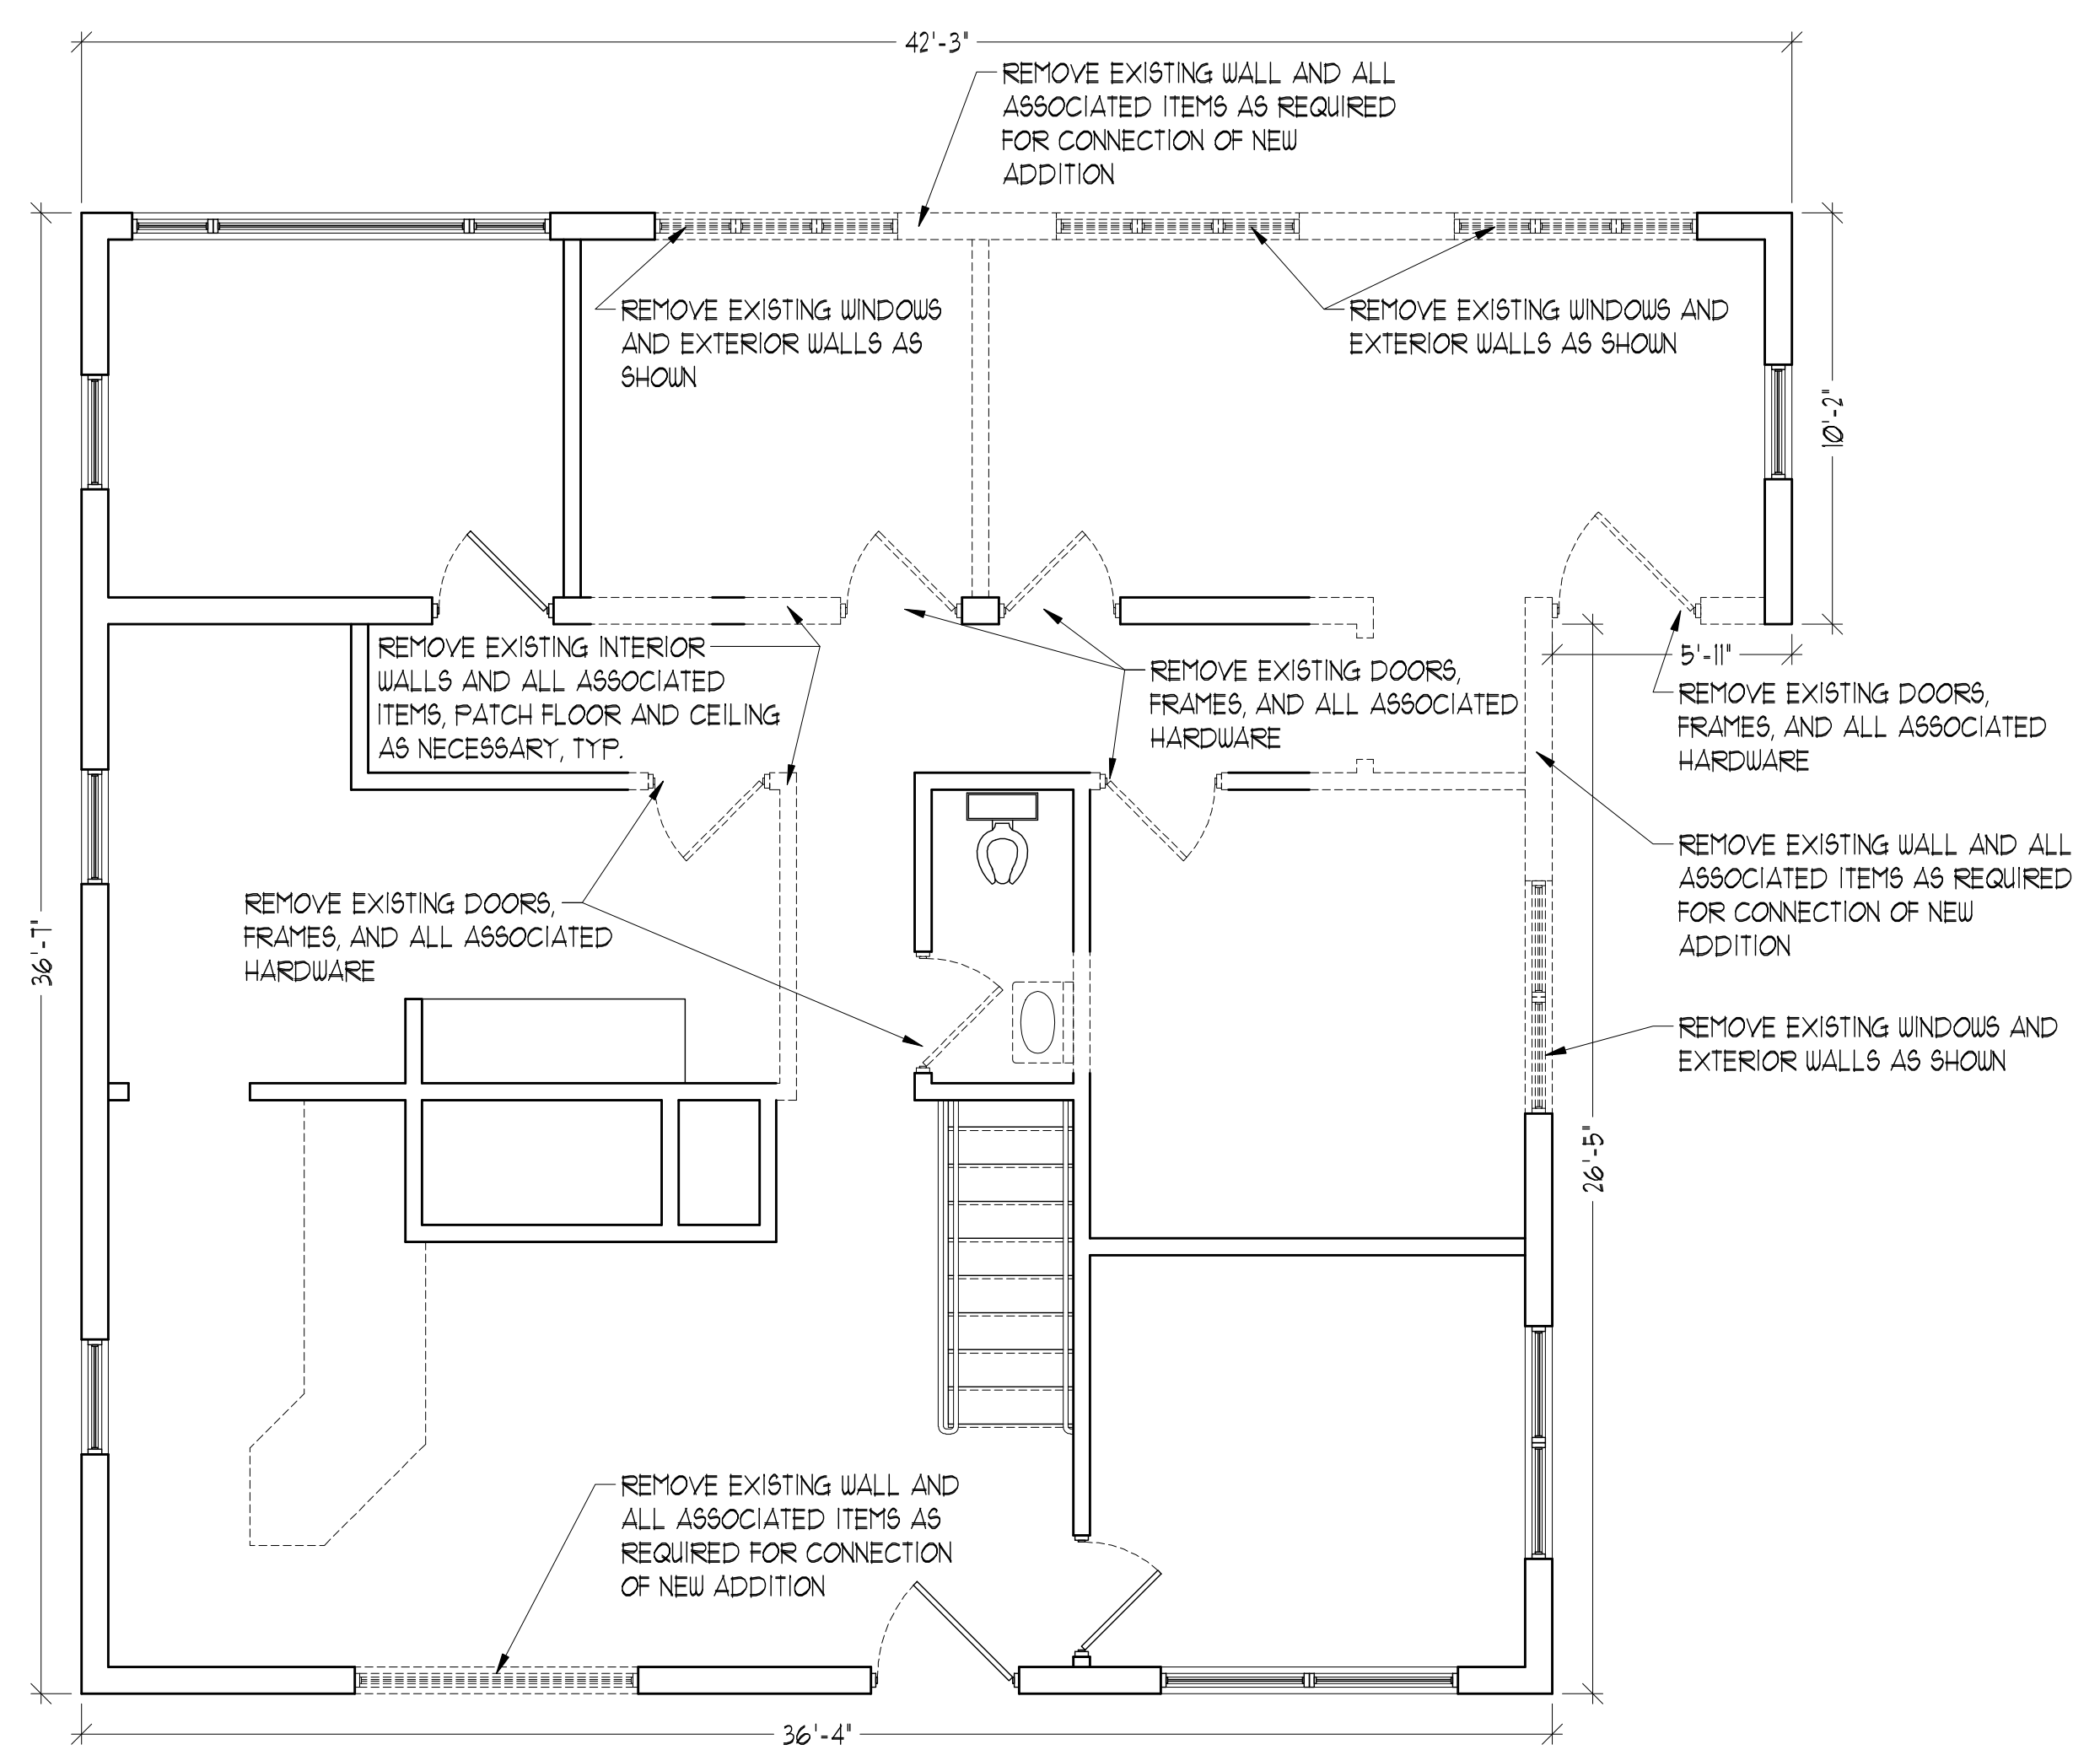 42'-3"
REMOVE EXISTING WALL AND ALL
ASSOCIATED ITEMS AS REQUIRED
FOR CONNECTION OF NEW
ADDITION
REMOVE EXISTING WINDOWS
AND EXTERIOR WALLS AS
SHOWN
REMOVE EXISTING WINDOWS AND
EXTERIOR WALLS AS SHOWN
10'-2"
REMOVE EXISTING INTERIOR
WALLS AND ALL ASSOCIATED
ITEMS, PATCH FLOOR AND CEILING
AS NECESSARY, TYP.
REMOVE EXISTING DOORS,
FRAMES, AND ALL ASSOCIATED
HARDWARE
5'-11"
REMOVE EXISTING DOORS,
FRAMES, AND ALL ASSOCIATED
HARDWARE
REMOVE EXISTING WALL AND ALL
ASSOCIATED ITEMS AS REQUIRED
FOR CONNECTION OF NEW
ADDITION
36'-7"
REMOVE EXISTING DOORS,
FRAMES, AND ALL ASSOCIATED
HARDWARE
REMOVE EXISTING WINDOWS AND
EXTERIOR WALLS AS SHOWN
26'-5"
REMOVE EXISTING WALL AND
ALL ASSOCIATED ITEMS AS
REQUIRED FOR CONNECTION
OF NEW ADDITION
36'-4"